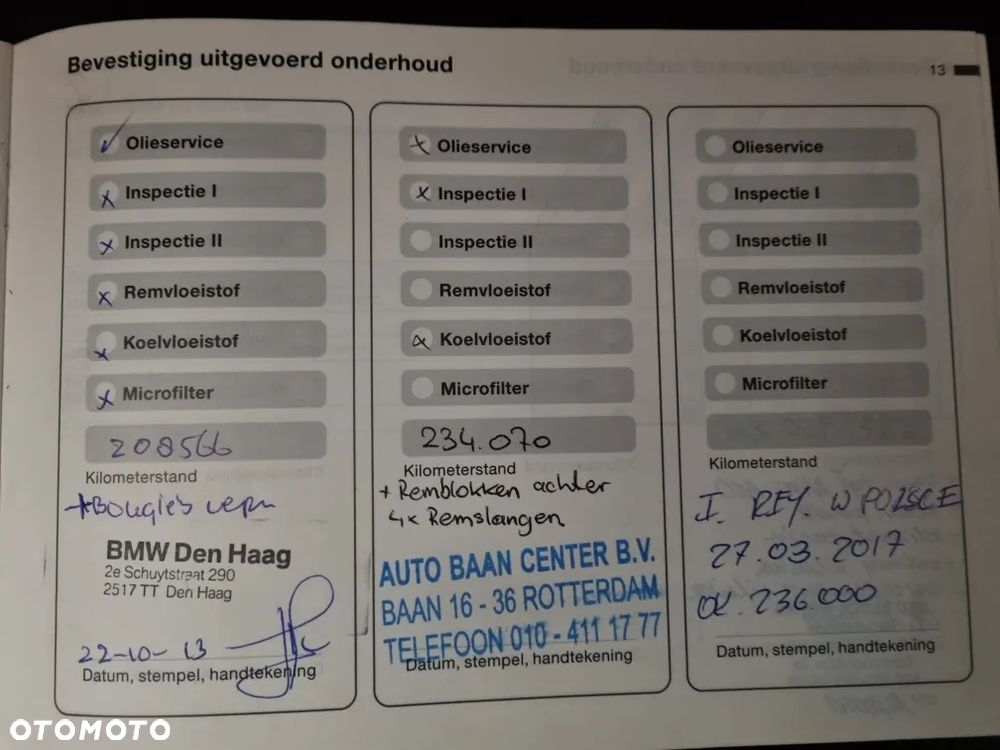 Bevestiging uitgevoerd onderhoud
13
Olieservice
Inspectie I
Inspectie II
Remvloeistof
Koelvloeistof
Microfilter
208566
Kilometerstand
+Bougies vern
BMW Den Haag
2e Schuytstraat 290
2517 TT Den Haag
22-10-13
Datum, stempel, handtekening
Olieservice
Inspectie I
Inspectie II
Remvloeistof
Koelvloeistof
Microfilter
234.070
Kilometerstand
+ Remblokken achter
4x Remslangen
AUTO BAAN CENTER B.V.
BAAN 16 - 36 ROTTERDAM
TELEFOON 010 - 411 17 77
Datum, stempel, handtekening
Olieservice
Inspectie I
Inspectie II
Remvloeistof
Koelvloeistof
Microfilter
Kilometerstand
I. REJ. W POLSCE
27.03.2017
OK. 236.000
Datum, stempel, handtekening
OTOMOTO